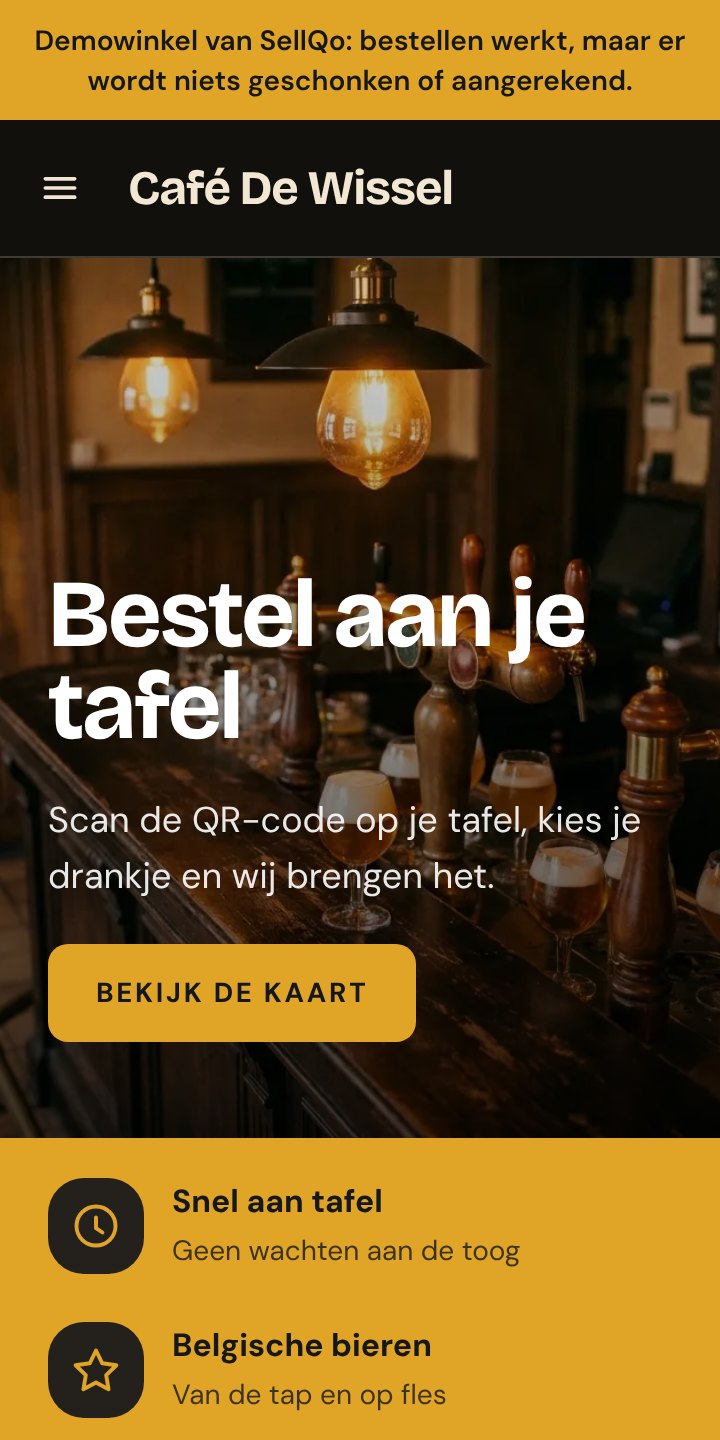 Demowinkel van SellQo: bestellen werkt, maar er
wordt niets geschonken of aangerekend.
Café De Wissel
Bestel aan je
tafel
Scan de QR-code op je tafel, kies je
drankje en wij brengen het.
BEKIJK DE KAART
Snel aan tafel
Geen wachten aan de toog
Belgische bieren
Van de tap en op fles